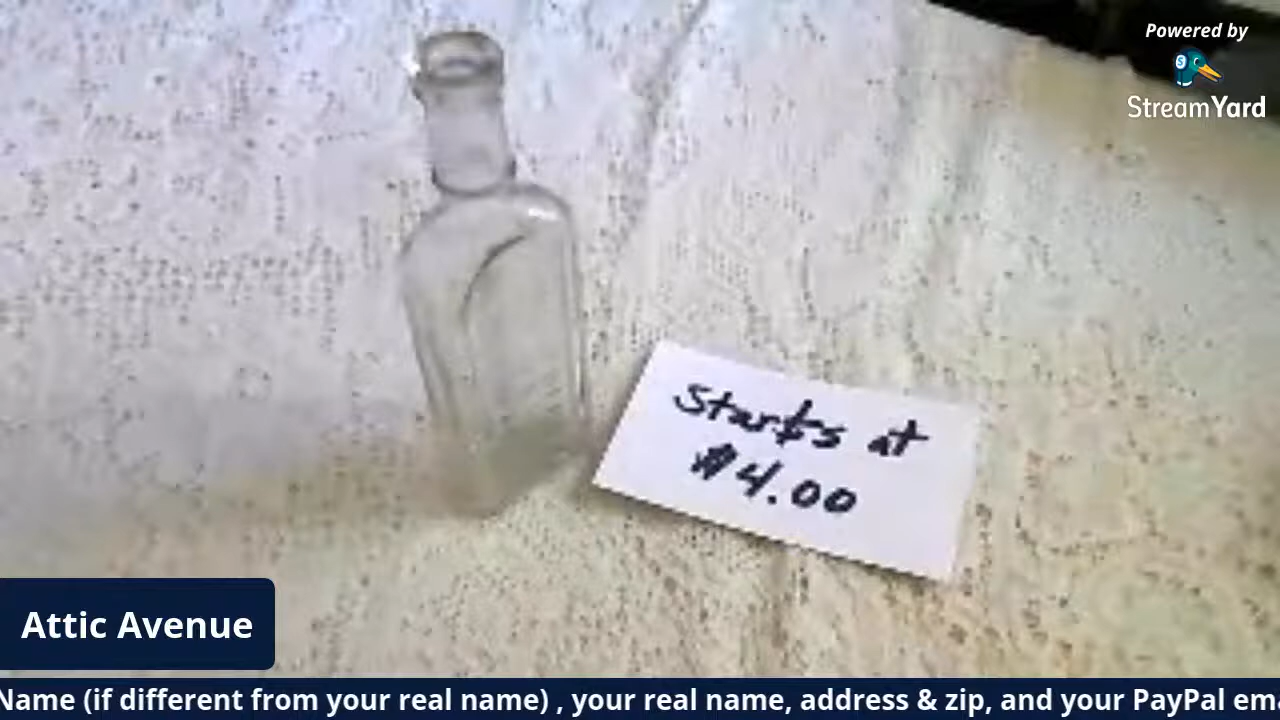 Powered by
StreamYard
Starts at
$4.00
Attic Avenue
Name (if different from your real name) , your real name, address & zip, and your PayPal